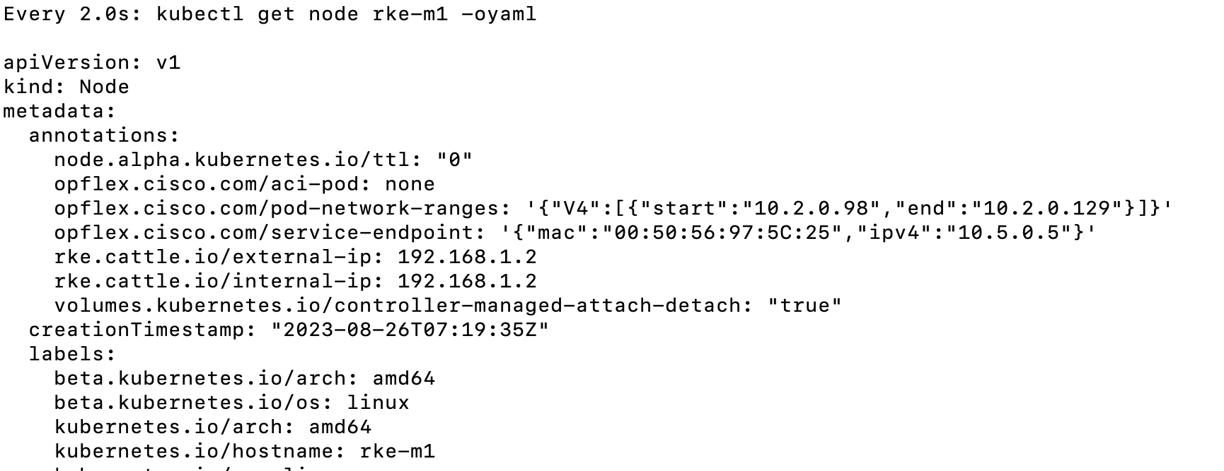 Every 2.0s: kubectl get node rke-m1 -oyaml
apiVersion: v1
kind: Node
metadata:
  annotations:
    node.alpha.kubernetes.io/ttl: "0"
    opflex.cisco.com/aci-pod: none
    opflex.cisco.com/pod-network-ranges: '{"V4":[{"start":"10.2.0.98","end":"10.2.0.129"}]}'
    opflex.cisco.com/service-endpoint: '{"mac":"00:50:56:97:5C:25","ipv4":"10.5.0.5"}'
    rke.cattle.io/external-ip: 192.168.1.2
    rke.cattle.io/internal-ip: 192.168.1.2
    volumes.kubernetes.io/controller-managed-attach-detach: "true"
  creationTimestamp: "2023-08-26T07:19:35Z"
  labels:
    beta.kubernetes.io/arch: amd64
    beta.kubernetes.io/os: linux
    kubernetes.io/arch: amd64
    kubernetes.io/hostname: rke-m1